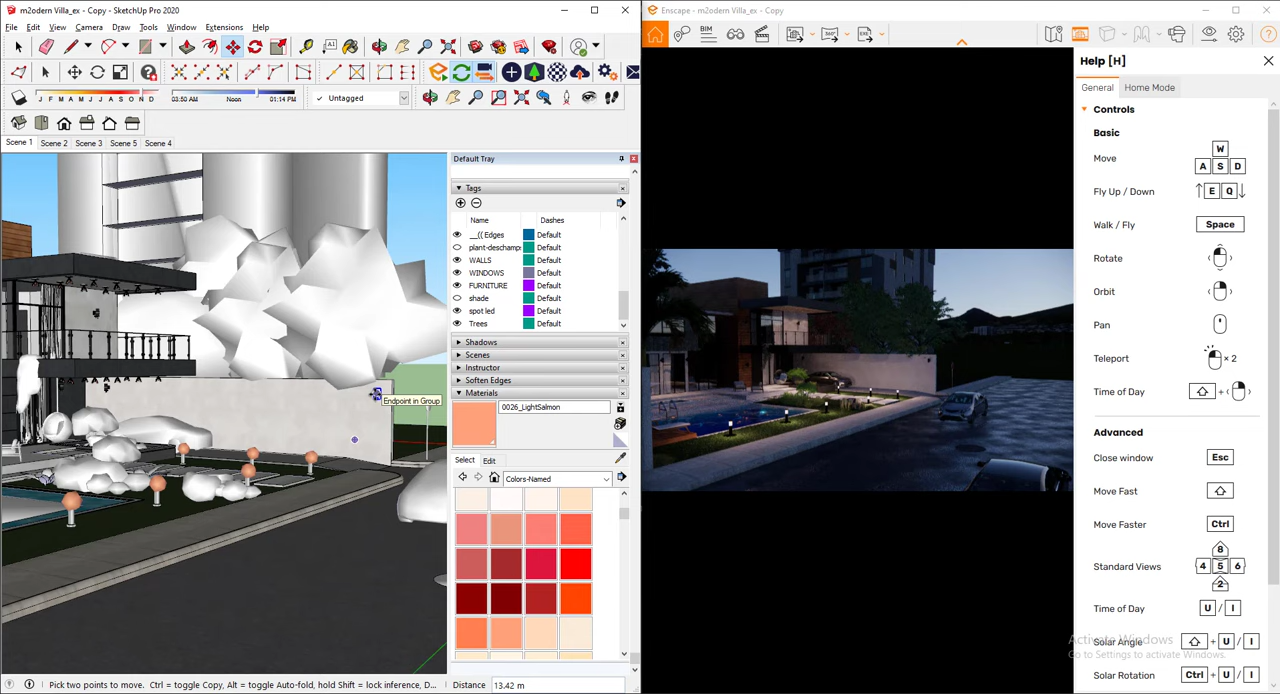 m2odern Villa_ex - Copy - SketchUp Pro 2020
File Edit View Camera Draw Tools Window Extensions Help
J F M A M J J A S O N D
03:50 AM Noon 01:14 PM
✓ Untagged
Scene 1 Scene 2 Scene 3 Scene 5 Scene 4
Endpoint in Group
Default Tray
Tags
Name Dashes
__(( Edges Default
plant-deschamps Default
WALLS Default
WINDOWS Default
FURNITURE Default
shade Default
spot led Default
Trees Default
Shadows
Scenes
Instructor
Soften Edges
Materials
0026_LightSalmon
Select Edit
Colors-Named
Pick two points to move. Ctrl = toggle Copy, Alt = toggle Auto-fold, hold Shift = lock inference, D...
Distance 13.42 m
Enscape - m2odern Villa_ex - Copy
BIM
360°
EXE
Help [H]
General Home Mode
Controls
Basic
Move W A S D
Fly Up / Down E Q
Walk / Fly Space
Rotate
Orbit
Pan
Teleport × 2
Time of Day +
Advanced
Close window Esc
Move Fast
Move Faster Ctrl
Standard Views 8 4 5 6 2
Time of Day U / I
Solar Angle + U / I
Solar Rotation Ctrl + U / I
Activate Windows
Go to Settings to activate Windows.